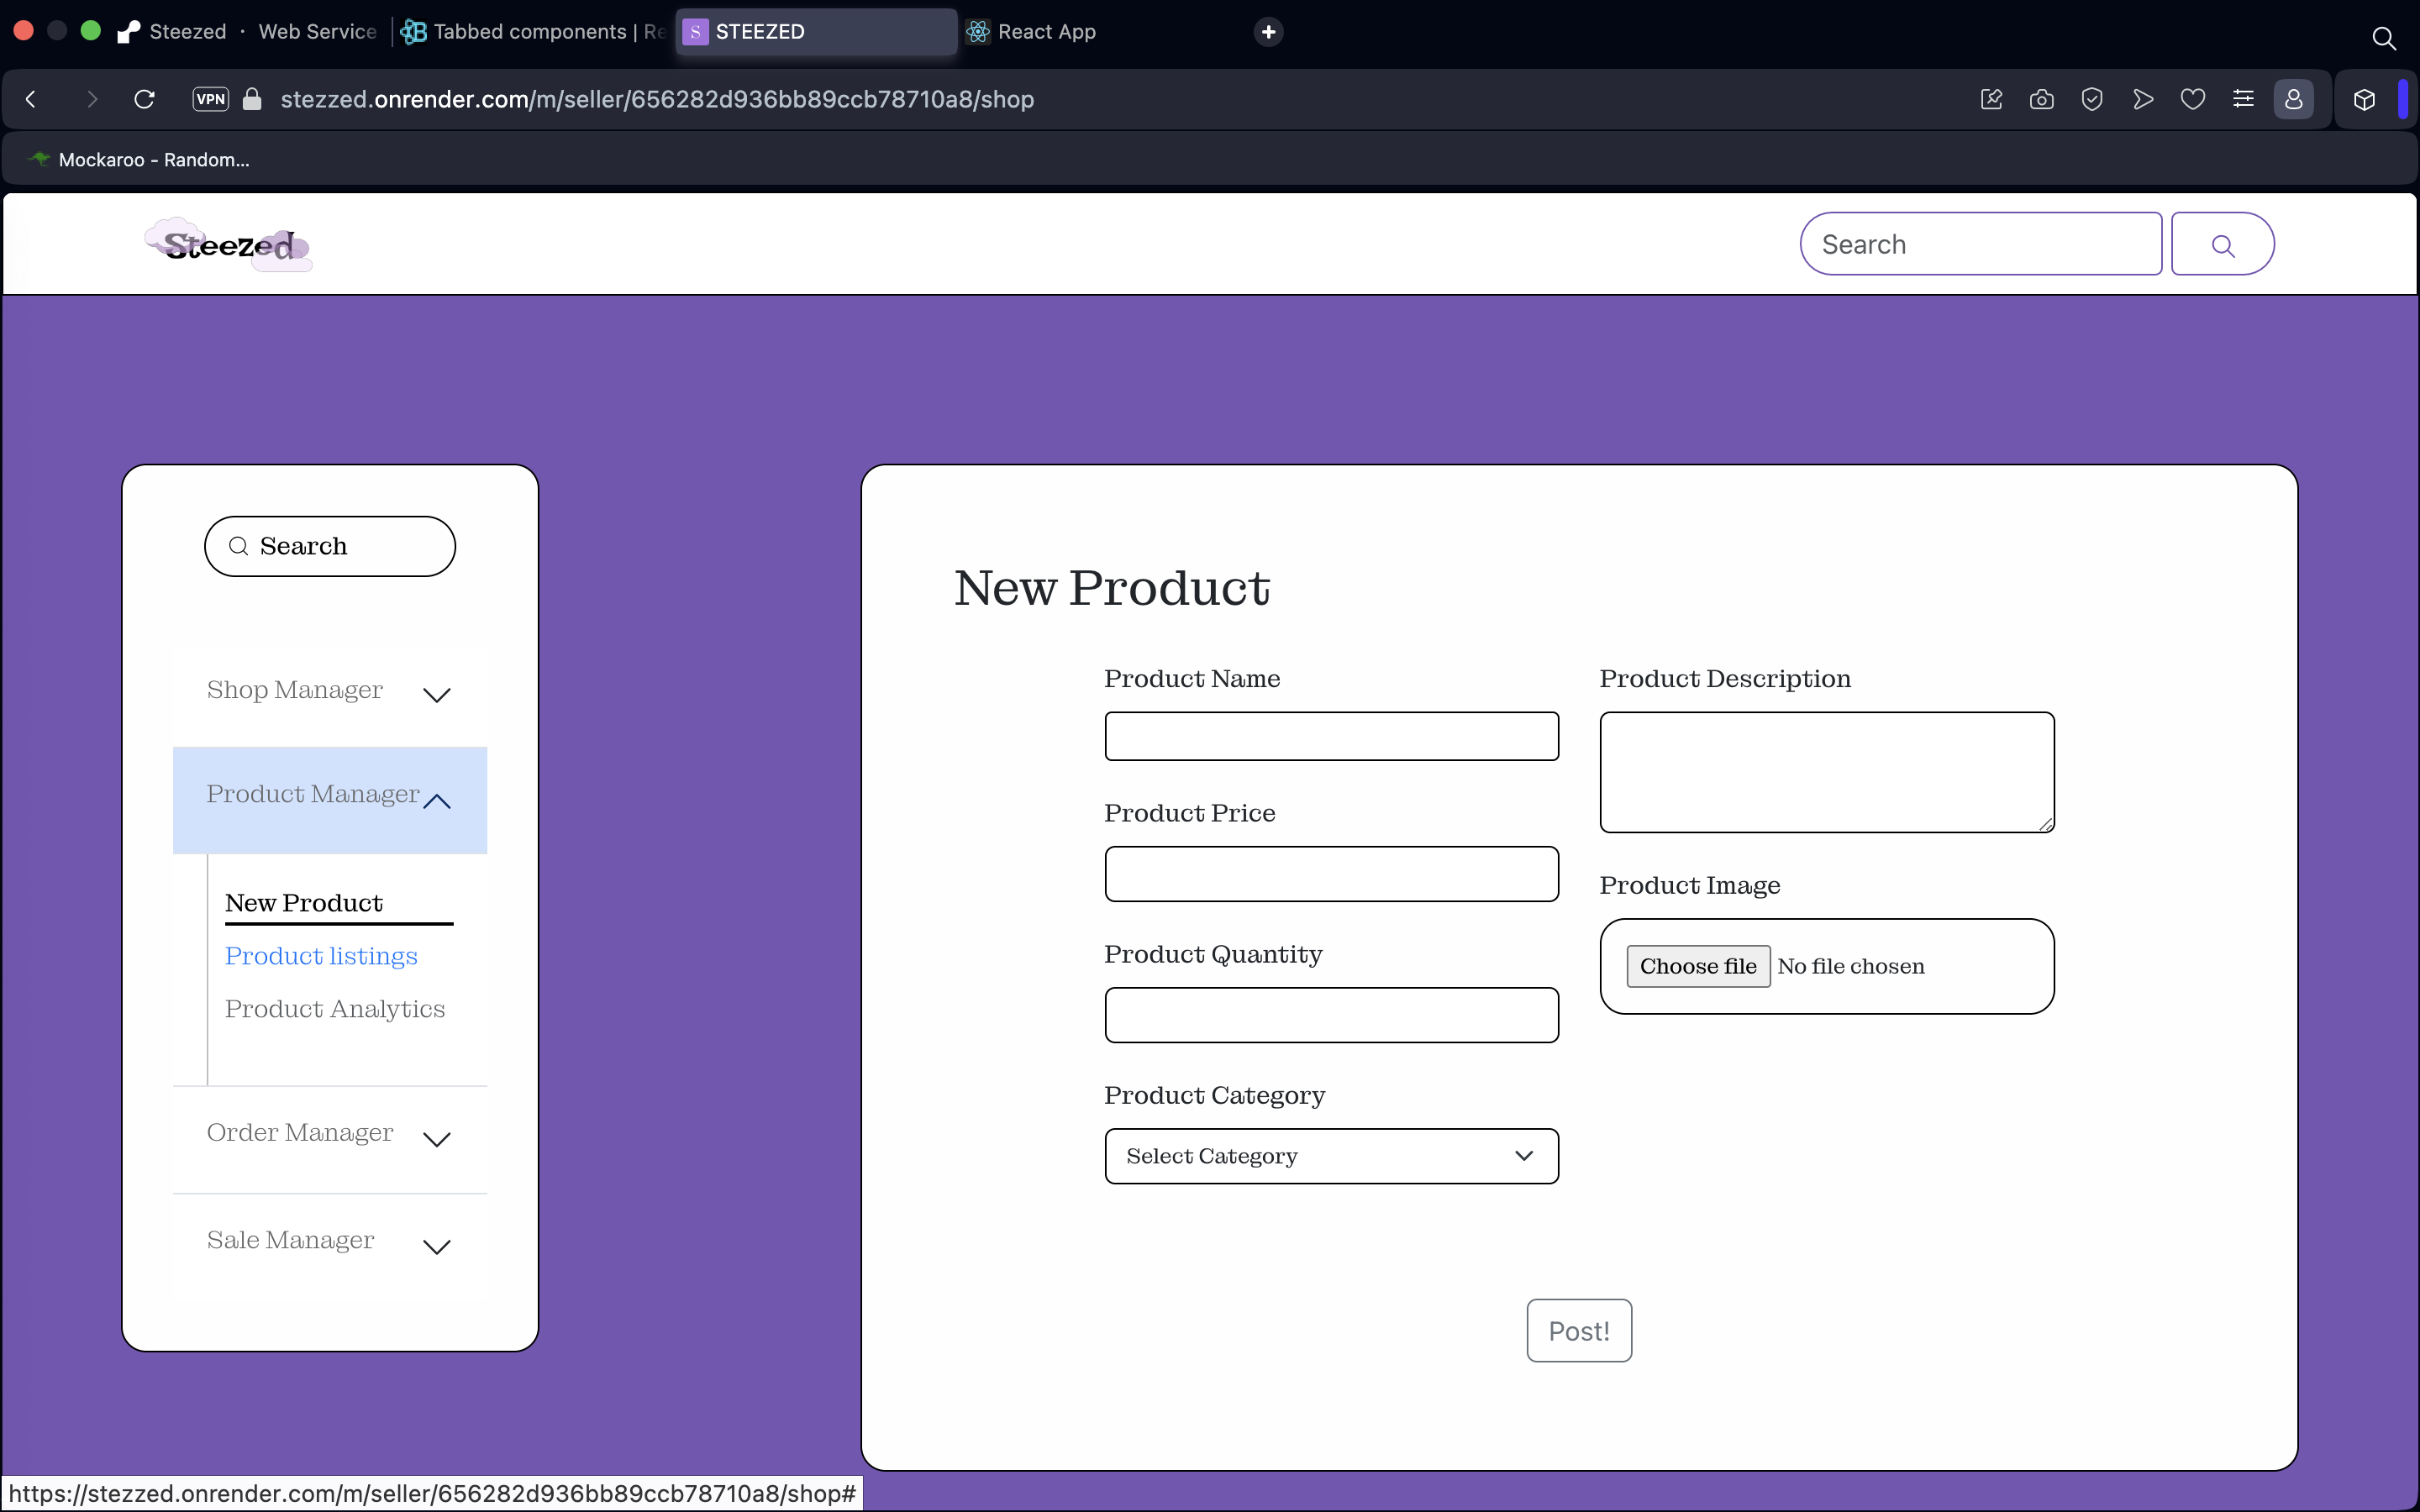 Steezed · Web Service
Tabbed components | Re
S STEEZED
React App
VPN stezzed.onrender.com/m/seller/656282d936bb89ccb78710a8/shop
Mockaroo - Random...
Steezed
Search
Search
Shop Manager
Product Manager
New Product
Product listings
Product Analytics
Order Manager
Sale Manager
New Product
Product Name
Product Price
Product Quantity
Product Category
Select Category
Product Description
Product Image
Choose file No file chosen
Post!
https://stezzed.onrender.com/m/seller/656282d936bb89ccb78710a8/shop#